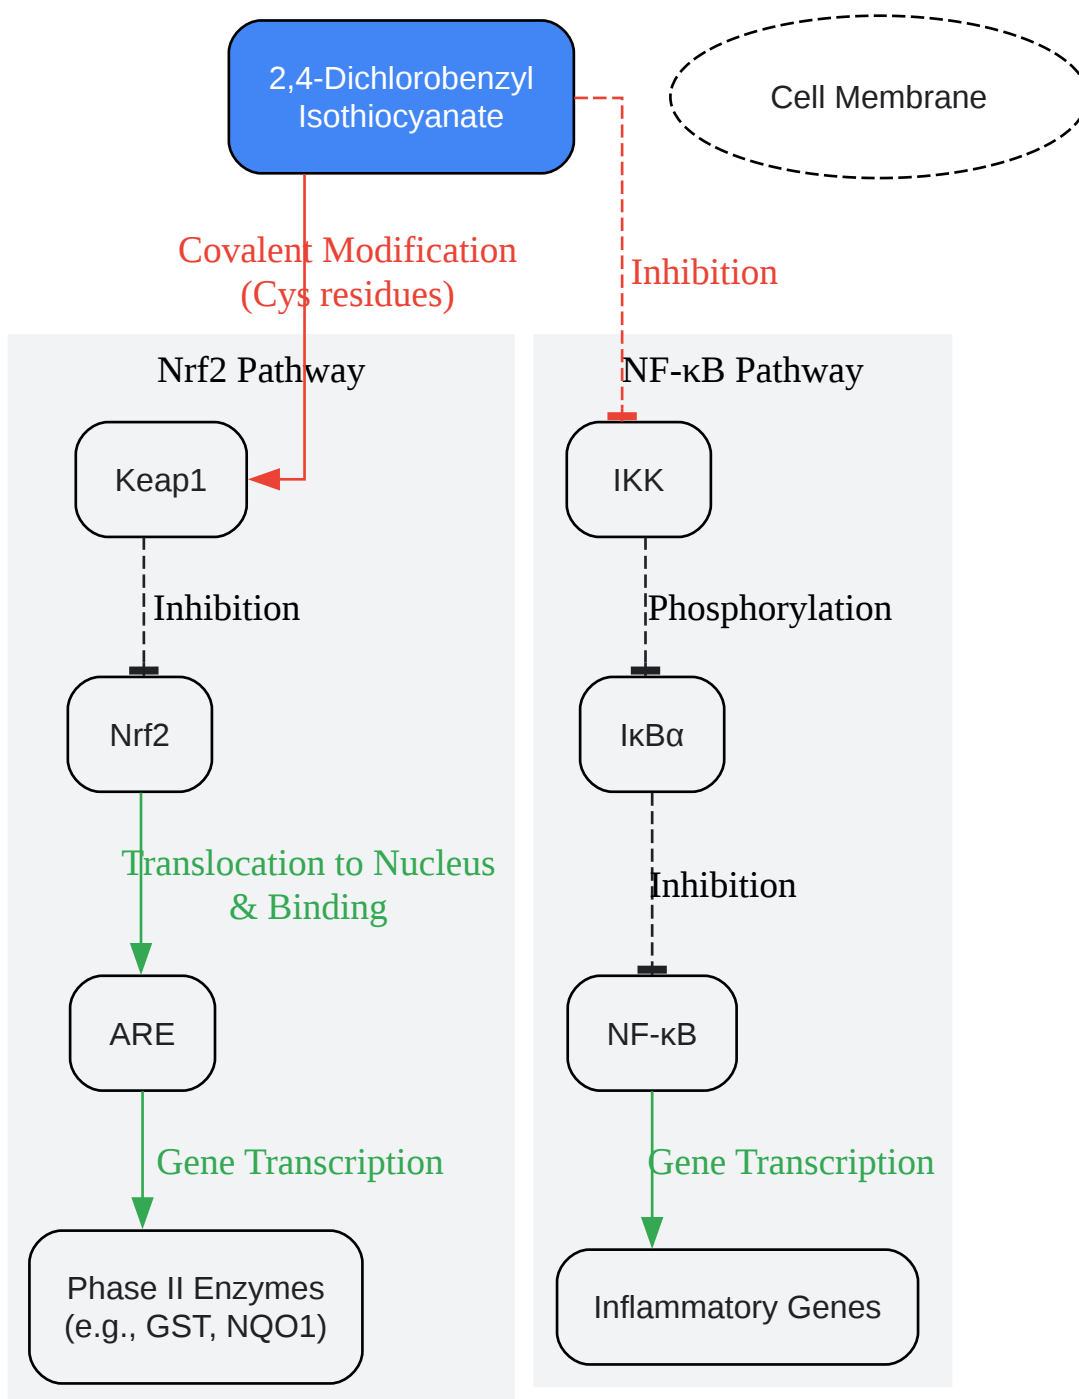 2,4-Dichlorobenzyl
Isothiocyanate
Cell Membrane
Covalent Modification
(Cys residues)
Inhibition
Nrf2 Pathway
Keap1
Inhibition
Nrf2
Translocation to Nucleus
& Binding
ARE
Gene Transcription
Phase II Enzymes
(e.g., GST, NQO1)
NF-κB Pathway
IKK
Phosphorylation
IκBα
Inhibition
NF-κB
Gene Transcription
Inflammatory Genes